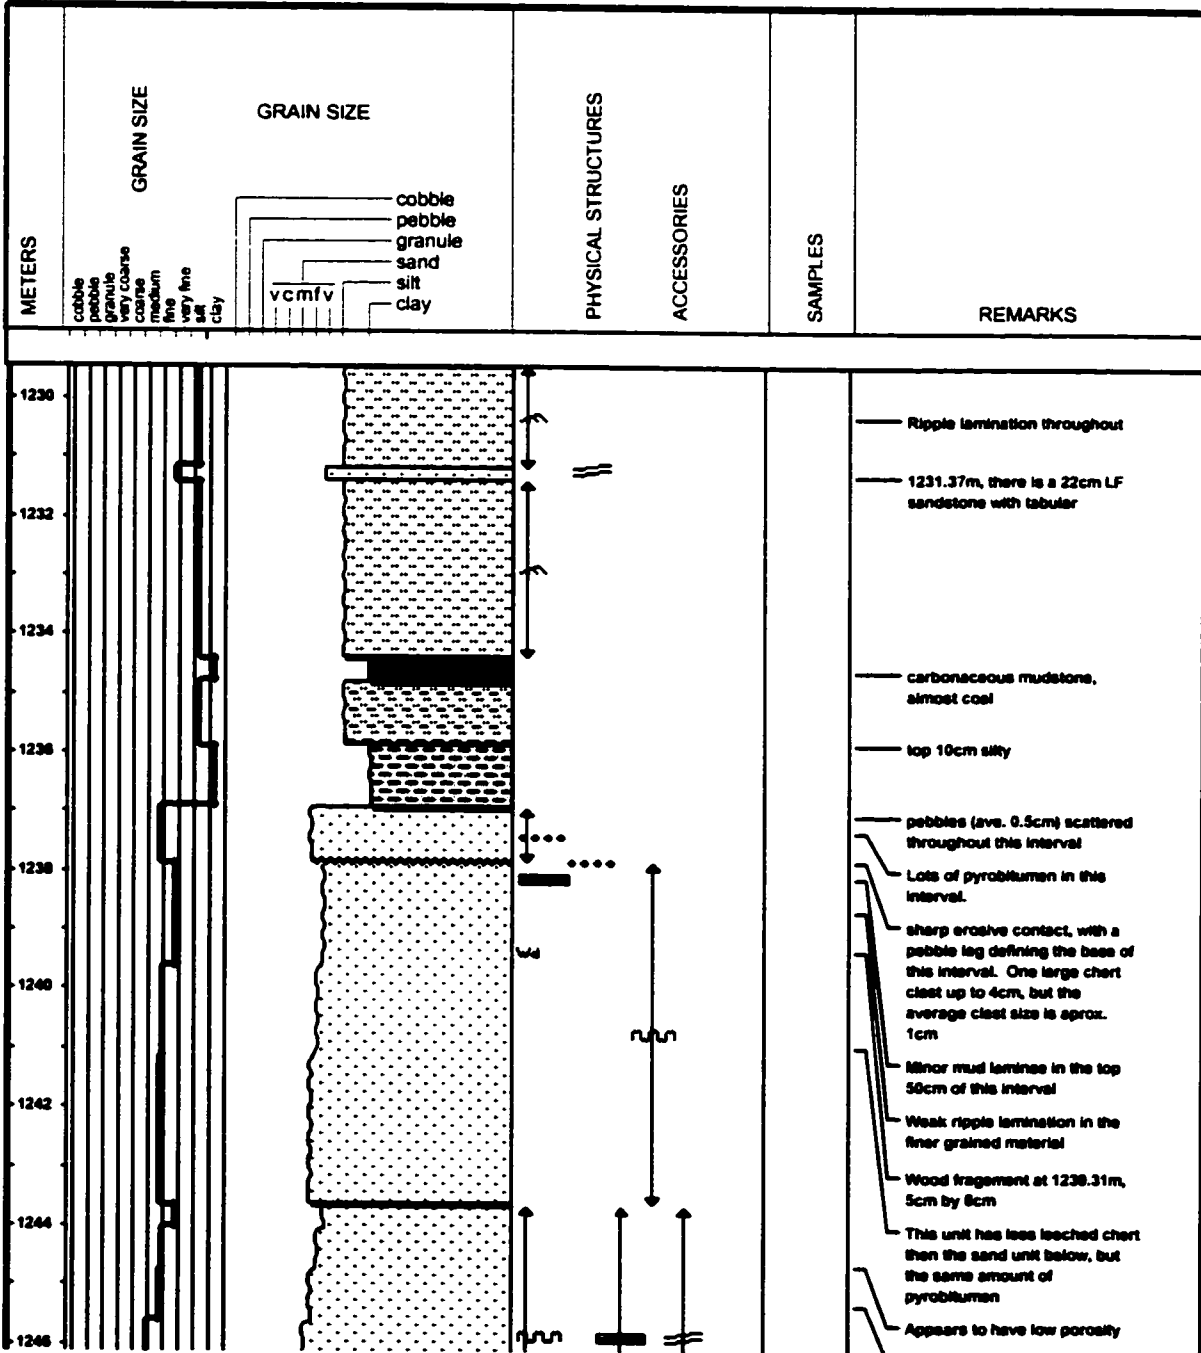 METERS
GRAIN SIZE
cobble
pebble
granule
very coarse
coarse
medium
fine
very fine
silt
clay
GRAIN SIZE
cobble
pebble
granule
sand
v c m f v
silt
clay
PHYSICAL STRUCTURES
ACCESSORIES
SAMPLES
REMARKS
1230
1232
1234
1236
1238
1240
1242
1244
1246
Ripple lamination throughout
1231.37m, there is a 22cm LF
sandstone with tabular
carbonaceous mudstone,
almost coal
top 10cm silty
pebbles (ave. 0.5cm) scattered
throughout this interval
Lots of pyrobitumen in this
interval.
sharp erosive contact, with a
pebble lag defining the base of
this interval. One large chert
clast up to 4cm, but the
average clast size is aprox.
1cm
Minor mud laminae in the top
50cm of this interval
Weak ripple lamination in the
finer grained material
Wood fragement at 1239.31m,
5cm by 8cm
This unit has less leeched chert
then the sand unit below, but
the same amount of
pyrobitumen
Appears to have low porosity